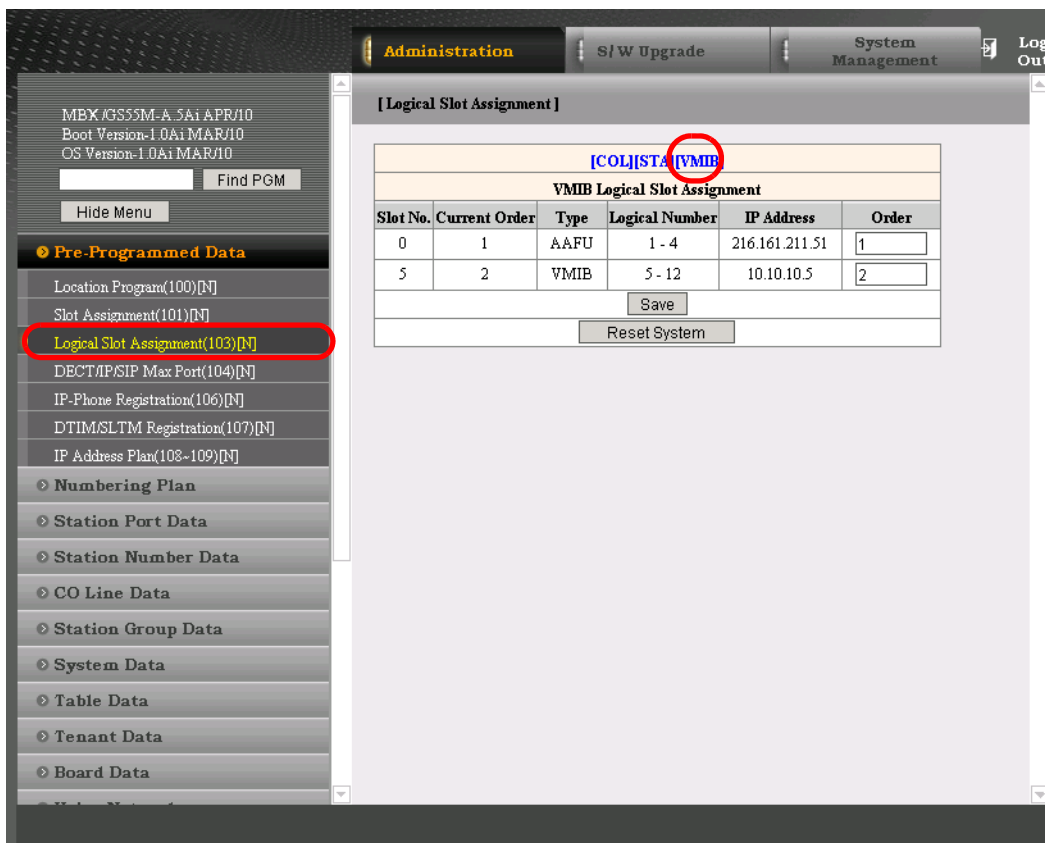 Administration
S/W Upgrade
System
Management
Log
Out
MBX /GS55M-A.5Ai APR/10
Boot Version-1.0Ai MAR/10
OS Version-1.0Ai MAR/10
Find PGM
Hide Menu
Pre-Programmed Data
Location Program(100)[N]
Slot Assignment(101)[N]
Logical Slot Assignment(103)[N]
DECT/IP/SIP Max Port(104)[N]
IP-Phone Registration(106)[N]
DTIM/SLTM Registration(107)[N]
IP Address Plan(108~109)[N]
Numbering Plan
Station Port Data
Station Number Data
CO Line Data
Station Group Data
System Data
Table Data
Tenant Data
Board Data
[ Logical Slot Assignment ]
[COL][STA][VMIB]
VMIB Logical Slot Assignment
Slot No. Current Order Type Logical Number IP Address Order
0 1 AAFU 1 - 4 216.161.211.51 1
5 2 VMIB 5 - 12 10.10.10.5 2
Save
Reset System